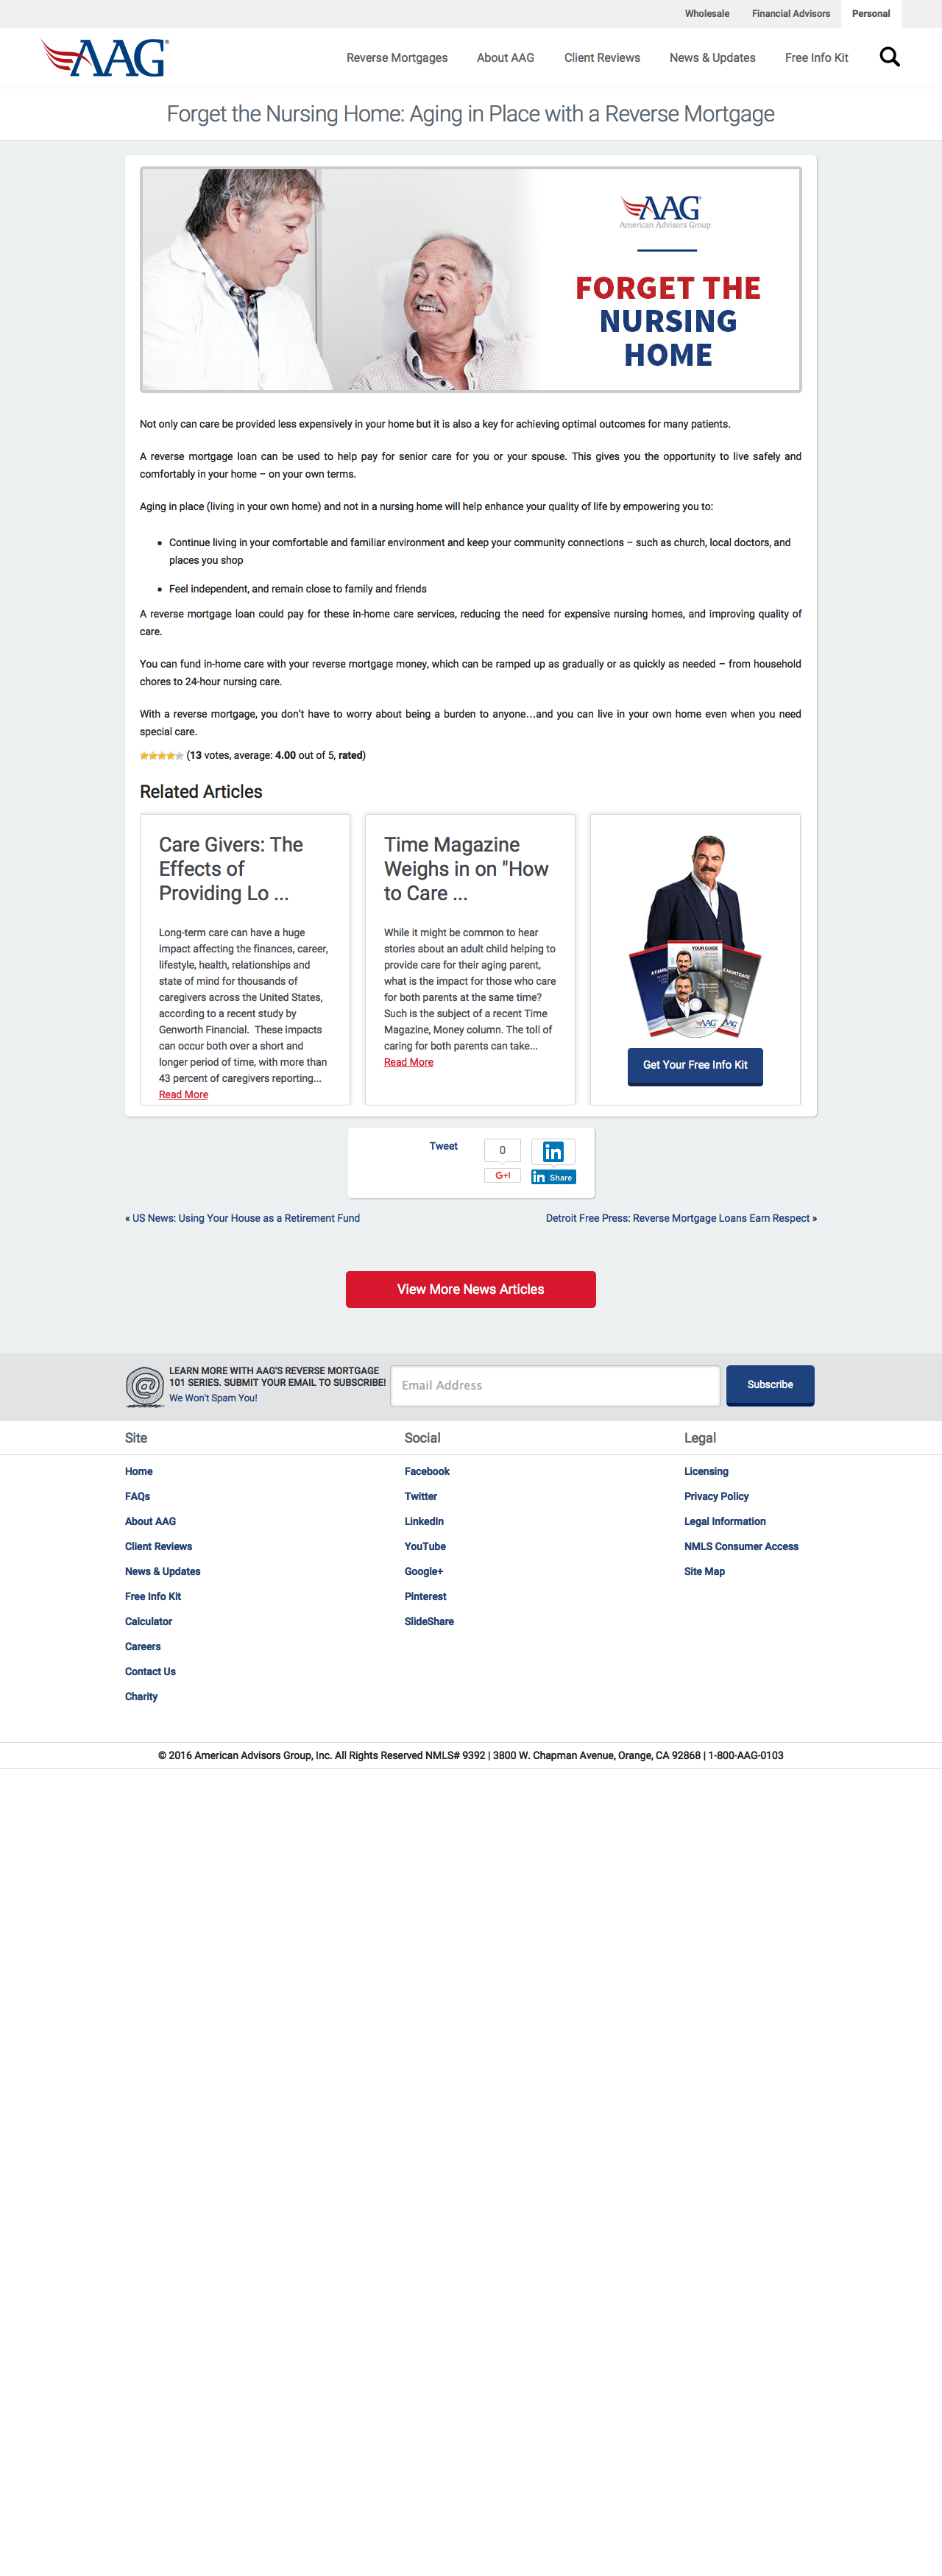 Wholesale Financial Advisors Personal
AAG®
Reverse Mortgages About AAG Client Reviews News & Updates Free Info Kit
Forget the Nursing Home: Aging in Place with a Reverse Mortgage
AAG®
American Advisors Group
FORGET THE
NURSING
HOME
Not only can care be provided less expensively in your home but it is also a key for achieving optimal outcomes for many patients.
A reverse mortgage loan can be used to help pay for senior care for you or your spouse. This gives you the opportunity to live safely and
comfortably in your home – on your own terms.
Aging in place (living in your own home) and not in a nursing home will help enhance your quality of life by empowering you to:
Continue living in your comfortable and familiar environment and keep your community connections – such as church, local doctors, and
places you shop
Feel independent, and remain close to family and friends
A reverse mortgage loan could pay for these in-home care services, reducing the need for expensive nursing homes, and improving quality of
care.
You can fund in-home care with your reverse mortgage money, which can be ramped up as gradually or as quickly as needed – from household
chores to 24-hour nursing care.
With a reverse mortgage, you don't have to worry about being a burden to anyone…and you can live in your own home even when you need
special care.
(13 votes, average: 4.00 out of 5, rated)
Related Articles
Care Givers: The
Effects of
Providing Lo ...
Long-term care can have a huge
impact affecting the finances, career,
lifestyle, health, relationships and
state of mind for thousands of
caregivers across the United States,
according to a recent study by
Genworth Financial. These impacts
can occur both over a short and
longer period of time, with more than
43 percent of caregivers reporting...
Read More
Time Magazine
Weighs in on "How
to Care ...
While it might be common to hear
stories about an adult child helping to
provide care for their aging parent,
what is the impact for those who care
for both parents at the same time?
Such is the subject of a recent Time
Magazine, Money column. The toll of
caring for both parents can take...
Read More
YOUR GUIDE
AAG
Get Your Free Info Kit
Tweet
0
G+1
in
in Share
« US News: Using Your House as a Retirement Fund
Detroit Free Press: Reverse Mortgage Loans Earn Respect »
View More News Articles
LEARN MORE WITH AAG'S REVERSE MORTGAGE
101 SERIES. SUBMIT YOUR EMAIL TO SUBSCRIBE!
We Won't Spam You!
Email Address
Subscribe
Site
Home
FAQs
About AAG
Client Reviews
News & Updates
Free Info Kit
Calculator
Careers
Contact Us
Charity
Social
Facebook
Twitter
LinkedIn
YouTube
Google+
Pinterest
SlideShare
Legal
Licensing
Privacy Policy
Legal Information
NMLS Consumer Access
Site Map
© 2016 American Advisors Group, Inc. All Rights Reserved NMLS# 9392 | 3800 W. Chapman Avenue, Orange, CA 92868 | 1-800-AAG-0103